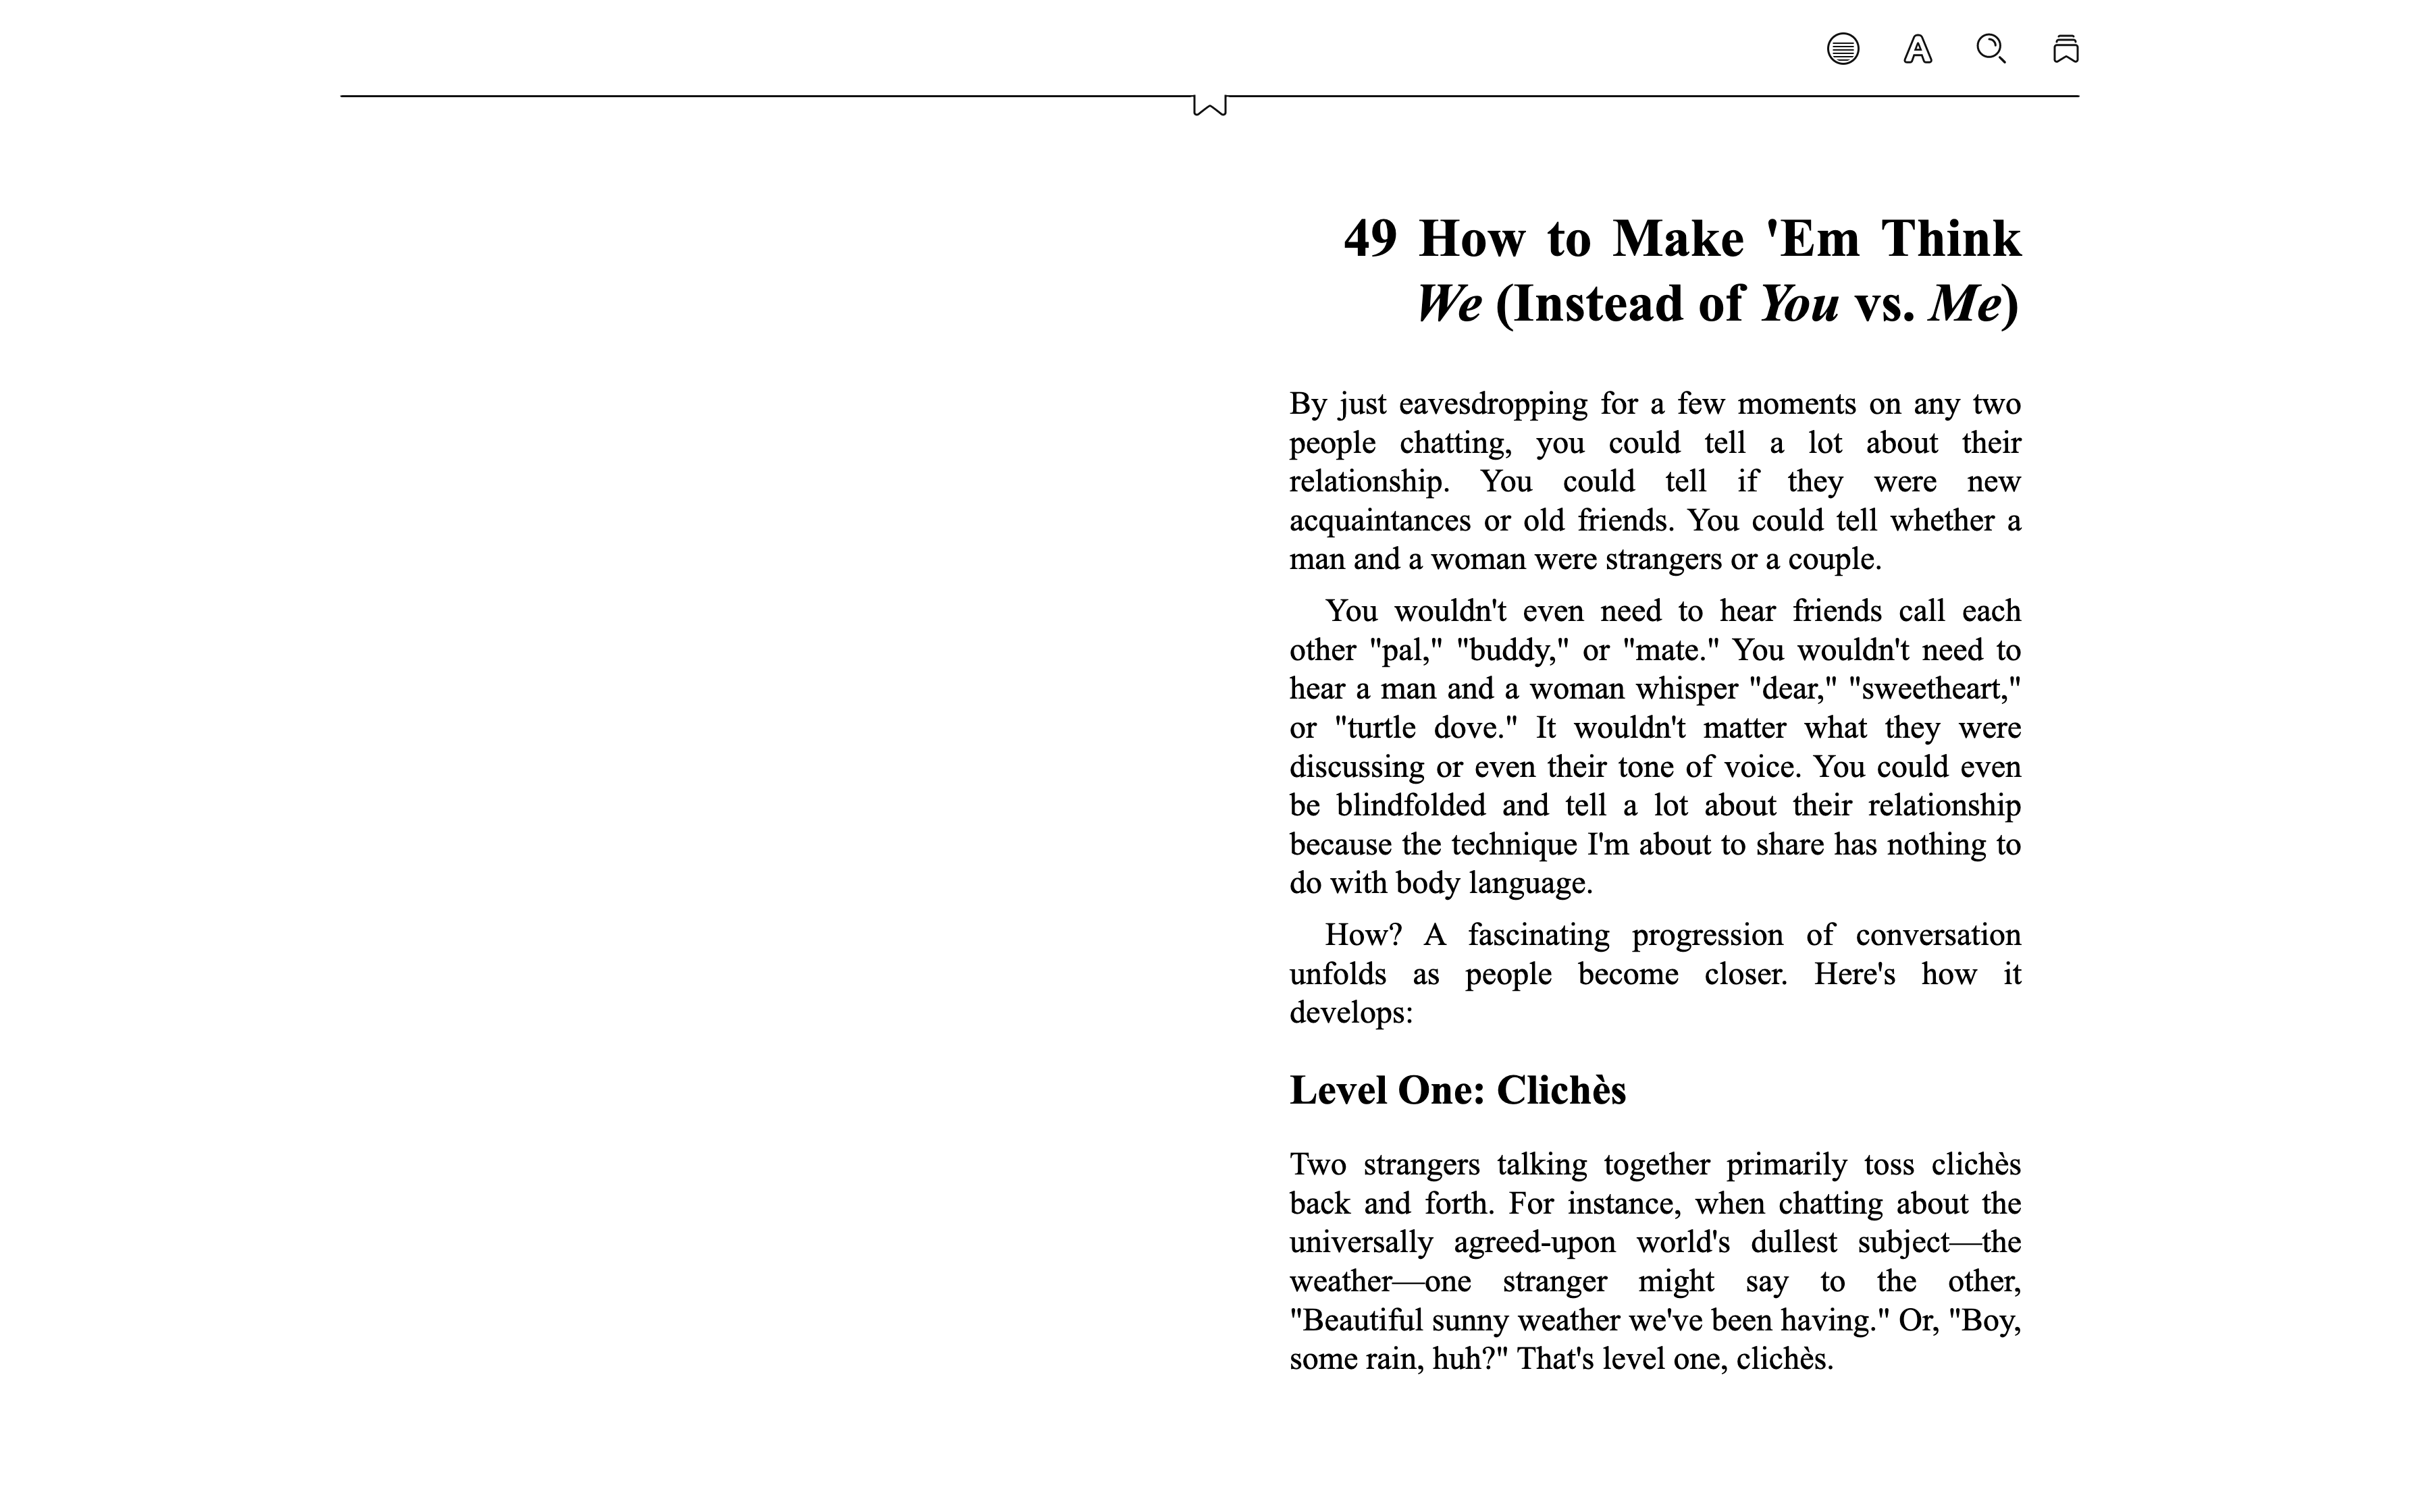 49 How to Make 'Em Think
We (Instead of You vs. Me)
By just eavesdropping for a few moments on any two
people chatting, you could tell a lot about their
relationship. You could tell if they were new
acquaintances or old friends. You could tell whether a
man and a woman were strangers or a couple.
You wouldn't even need to hear friends call each
other "pal," "buddy," or "mate." You wouldn't need to
hear a man and a woman whisper "dear," "sweetheart,"
or "turtle dove." It wouldn't matter what they were
discussing or even their tone of voice. You could even
be blindfolded and tell a lot about their relationship
because the technique I'm about to share has nothing to
do with body language.
How? A fascinating progression of conversation
unfolds as people become closer. Here's how it
develops:
Level One: Clichès
Two strangers talking together primarily toss clichès
back and forth. For instance, when chatting about the
universally agreed-upon world's dullest subject—the
weather—one stranger might say to the other,
"Beautiful sunny weather we've been having." Or, "Boy,
some rain, huh?" That's level one, clichès.